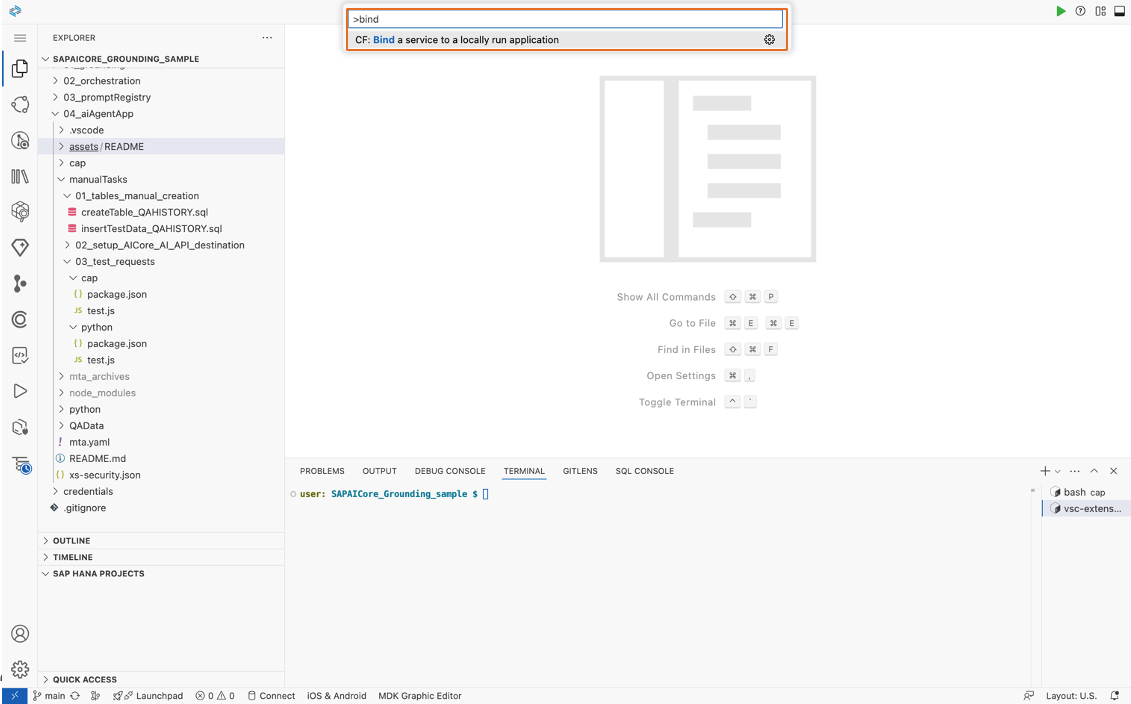 >bind
CF: Bind a service to a locally run application
EXPLORER
SAPAICORE_GROUNDING_SAMPLE
02_orchestration
03_promptRegistry
04_aiAgentApp
.vscode
assets / README
cap
manualTasks
01_tables_manual_creation
createTable_QAHISTORY.sql
insertTestData_QAHISTORY.sql
02_setup_AICore_AI_API_destination
03_test_requests
cap
{} package.json
JS test.js
python
{} package.json
JS test.js
mta_archives
node_modules
python
QAData
! mta.yaml
README.md
{} xs-security.json
credentials
.gitignore
OUTLINE
TIMELINE
SAP HANA PROJECTS
QUICK ACCESS
Show All Commands ⇧ ⌘ P
Go to File ⌘ E ⌘ E
Find in Files ⇧ ⌘ F
Open Settings ⌘ ,
Toggle Terminal ^ `
PROBLEMS OUTPUT DEBUG CONSOLE TERMINAL GITLENS SQL CONSOLE
user: SAPAICore_Grounding_sample $
bash cap
vsc-extens...
main Launchpad 0 0 Connect iOS & Android MDK Graphic Editor Layout: U.S.